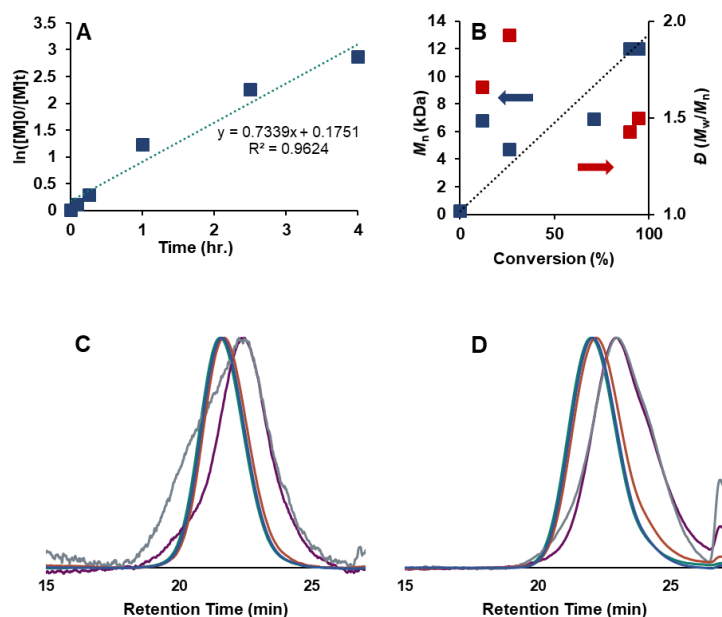 A
ln([M]0/[M]t)
3.5
3
2.5
2
1.5
1
0.5
0
y = 0.7339x + 0.1751
R² = 0.9624
0
1
2
3
4
Time (hr.)
B
Mn (kDa)
14
12
10
8
6
4
2
0
2.0
1.5
1.0
Đ (Mw/Mn)
0
50
100
Conversion (%)
C
15
20
25
Retention Time (min)
D
15
20
25
Retention Time (min)